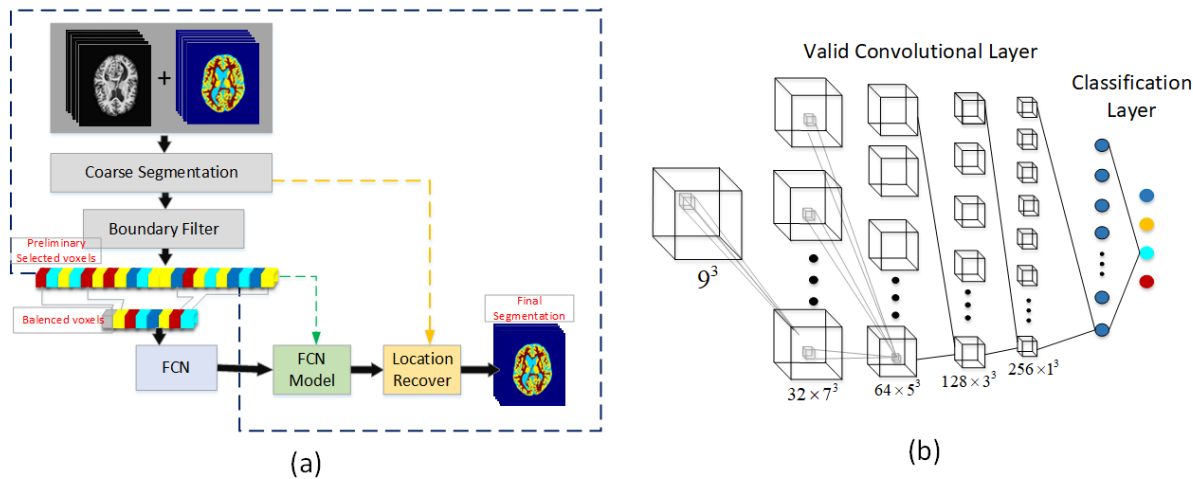 +
Coarse Segmentation
Boundary Filter
Preliminary
Selected voxels
Balenced voxels
FCN
FCN
Model
Location
Recover
Final
Segmentation
(a)
Valid Convolutional Layer
Classification
Layer
9³
32 × 7³
64 × 5³
128 × 3³
256 × 1³
(b)